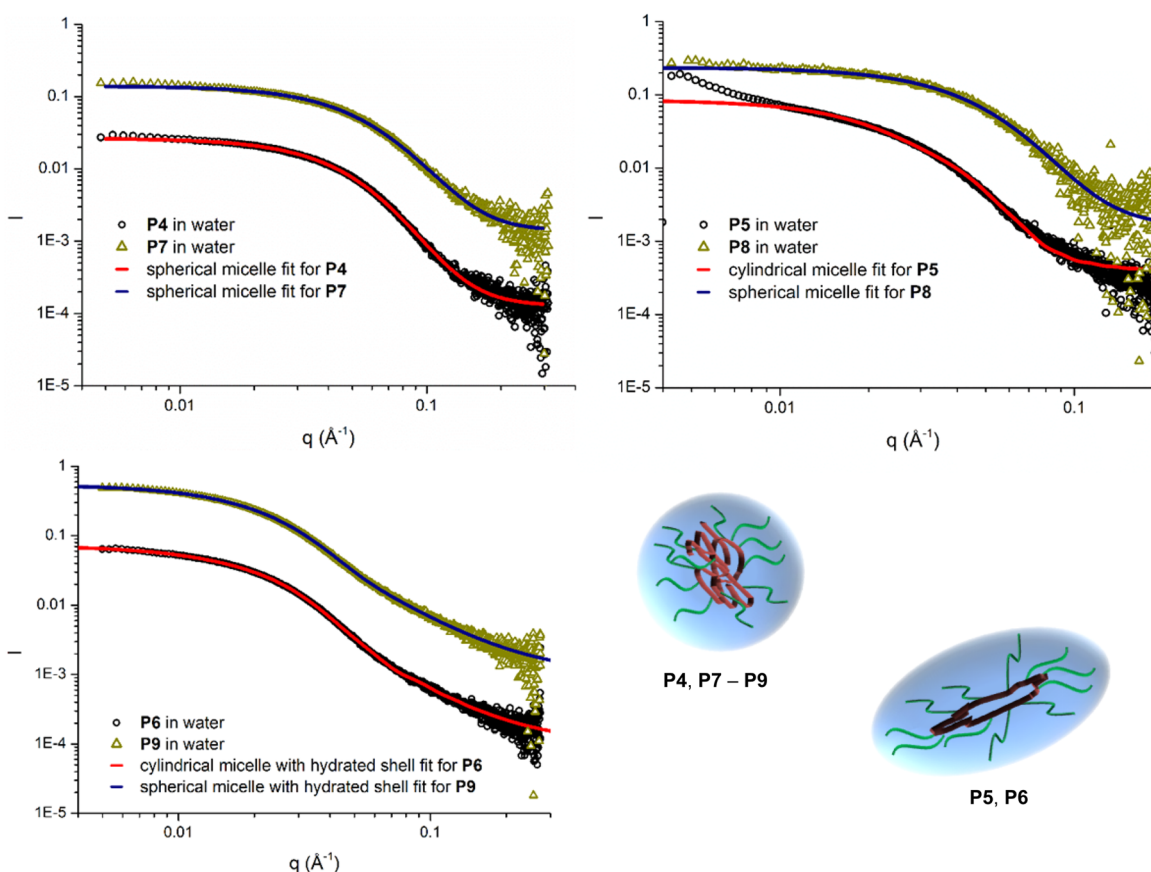 1
0.1
0.01
1E-3
1E-4
1E-5
I
P4 in water
P7 in water
spherical micelle fit for P4
spherical micelle fit for P7
0.01
0.1
q (Å⁻¹)
1
0.1
0.01
1E-3
1E-4
1E-5
I
P5 in water
P8 in water
cylindrical micelle fit for P5
spherical micelle fit for P8
0.01
0.1
q (Å⁻¹)
1
0.1
0.01
1E-3
1E-4
1E-5
I
P6 in water
P9 in water
cylindrical micelle with hydrated shell fit for P6
spherical micelle with hydrated shell fit for P9
0.01
0.1
q (Å⁻¹)
P4, P7 – P9
P5, P6